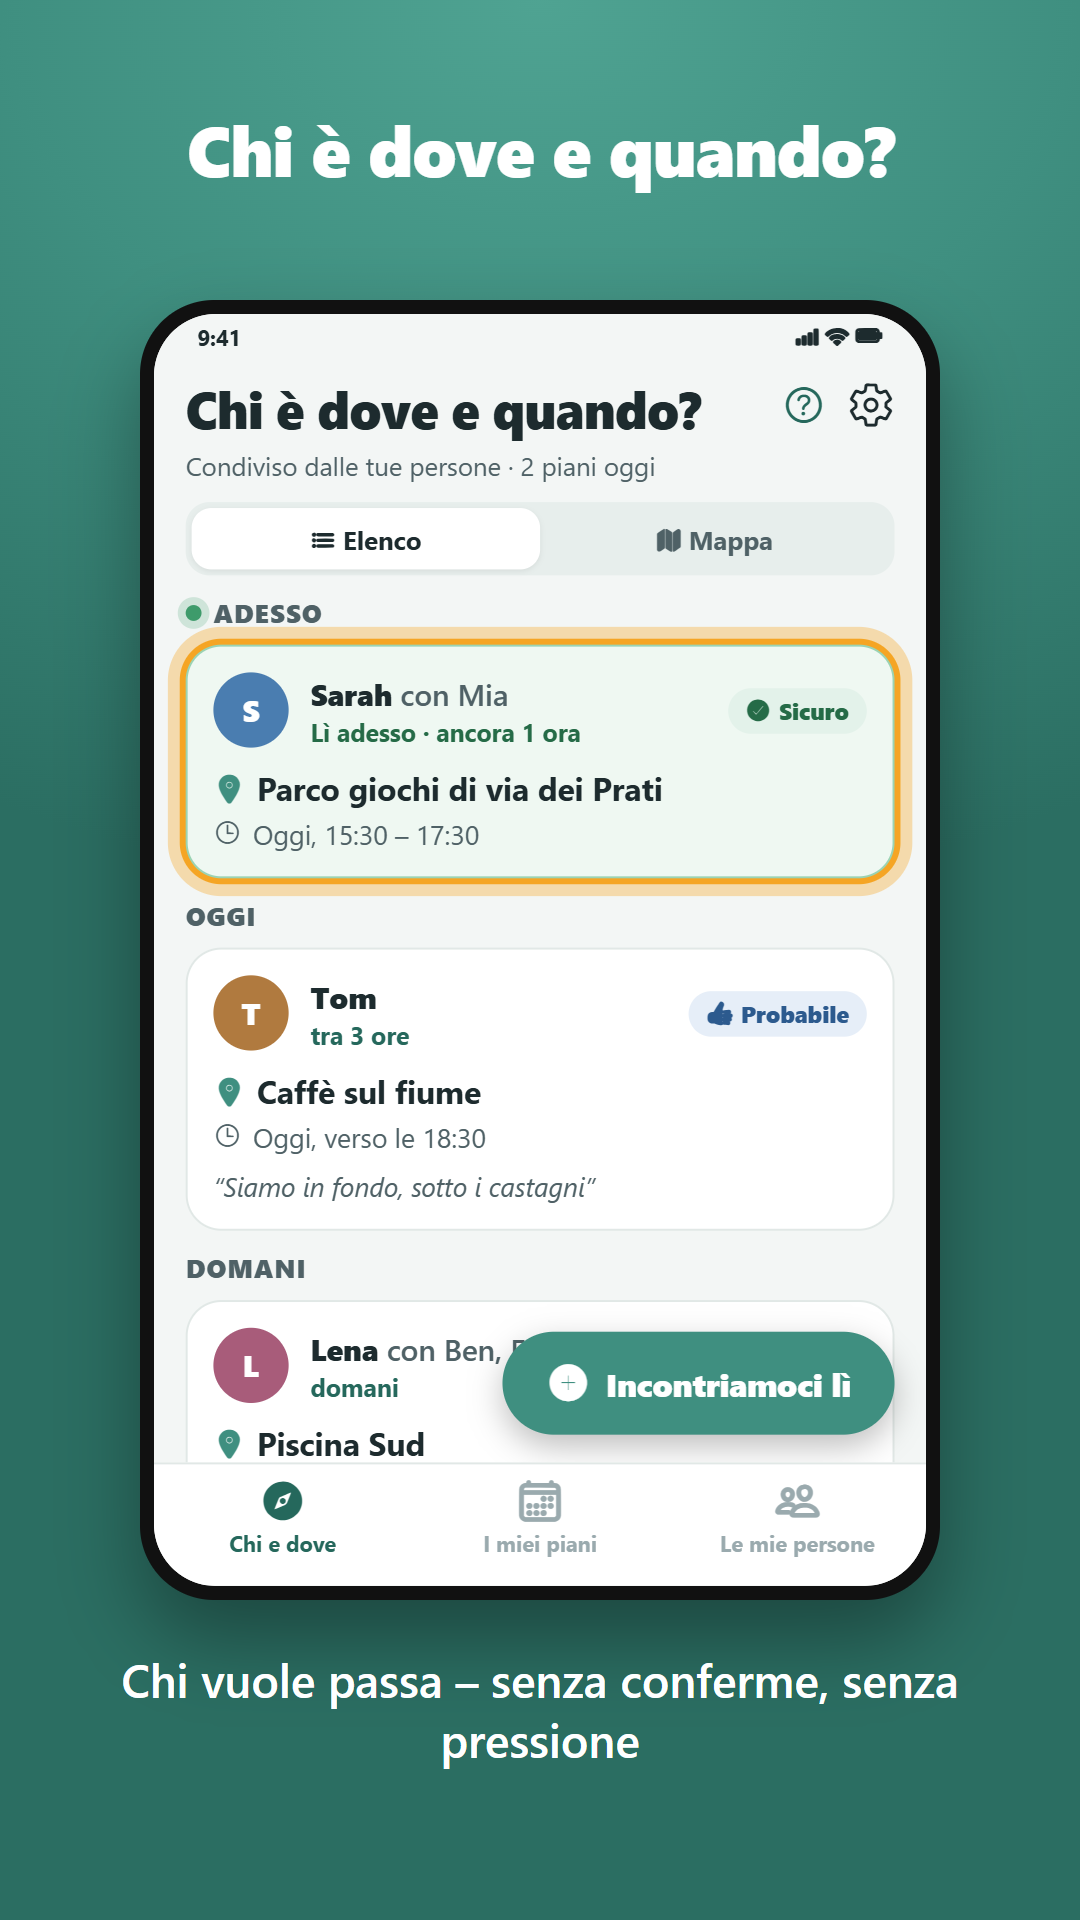 Chi è dove e quando?
9:41
Chi è dove e quando?
Condiviso dalle tue persone · 2 piani oggi
Elenco
Mappa
ADESSO
S
Sarah con Mia
Sicuro
Lì adesso · ancora 1 ora
Parco giochi di via dei Prati
Oggi, 15:30 – 17:30
OGGI
T
Tom
Probabile
tra 3 ore
Caffè sul fiume
Oggi, verso le 18:30
“Siamo in fondo, sotto i castagni”
DOMANI
L
Lena con Ben,
domani
Incontriamoci lì
Piscina Sud
Chi e dove
I miei piani
Le mie persone
Chi vuole passa – senza conferme, senza
pressione